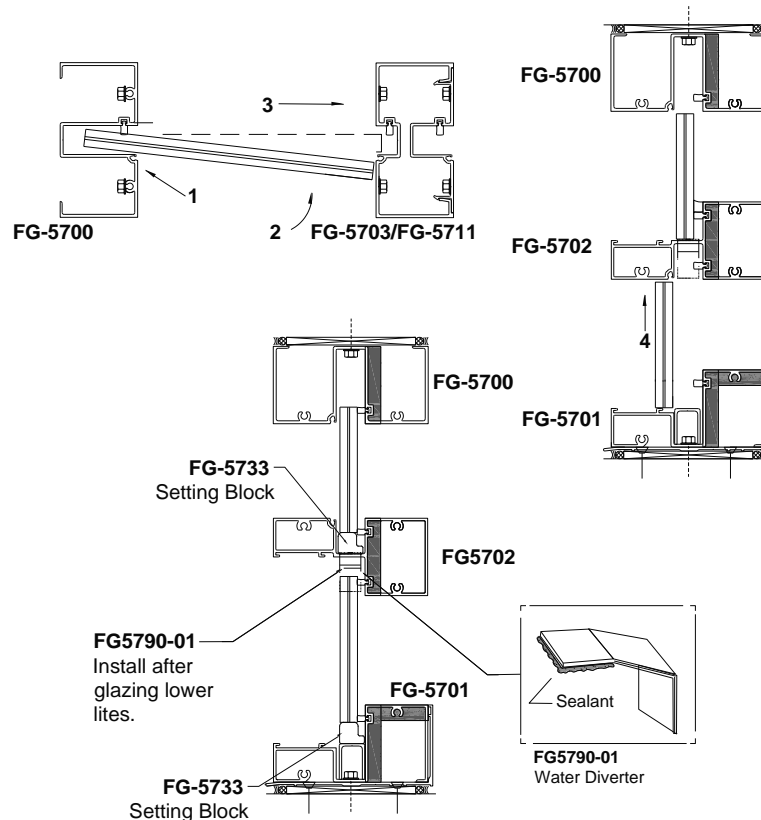 3
1
2
FG-5700
FG-5703/FG-5711
FG-5700
FG-5702
4
FG-5701
FG-5700
FG-5733
Setting Block
FG5702
FG5790-01
Install after
glazing lower
lites.
FG-5701
Sealant
FG5790-01
Water Diverter
FG-5733
Setting Block